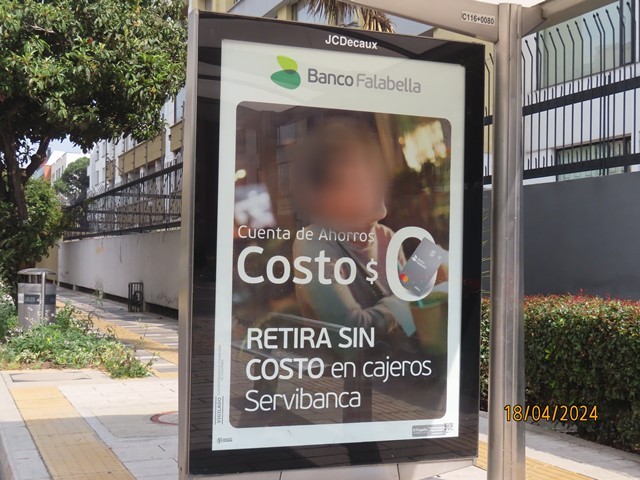 C116+0080
JCDecaux
Banco Falabella
Cuenta de Ahorros
Costo $0
RETIRA SIN
COSTO en cajeros
Servibanca
VIGILADO
18/04/2024